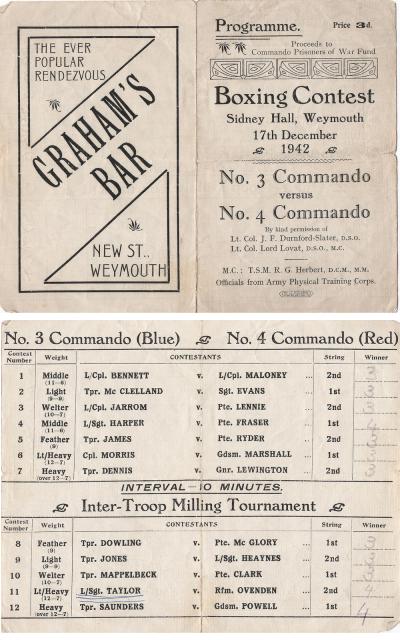 THE EVER
POPULAR
RENDEZVOUS
GRAHAM'S
BAR
NEW ST..
WEYMOUTH
Programme. Price 3d.
Proceeds to
Commando Prisoners of War Fund
Boxing Contest
Sidney Hall, Weymouth
17th December
1942
No. 3 Commando
versus
No. 4 Commando
By kind permission of
Lt. Col. J. F. Durnford-Slater, D.S.O.
Lt. Col. Lord Lovat, D.S.O., M.C.
M.C.: T.S.M. R. G. Herbert, D.C.M., M.M.
Officials from Army Physical Training Corps.
No. 3 Commando (Blue) No. 4 Commando (Red)
Contest Number Weight CONTESTANTS String Winner
1 Middle (11-6) L/Cpl. BENNETT v. L/Cpl. MALONEY ... 2nd 3
2 Light (9-9) Tpr. Mc CLELLAND v. Sgt. EVANS ... 1st 3
3 Welter (10-7) L/Cpl. JARROM v. Pte. LENNIE ... 2nd 3
4 Middle (11-6) L/Sgt. HARPER v. Pte. FRASER ... 1st 4
5 Feather (9) Tpr. JAMES v. Pte. RYDER ... 2nd 3
6 Lt/Heavy (12-7) Cpl. MORRIS v. Gdsm. MARSHALL ... 1st 3
7 Heavy (over 12-7) Tpr. DENNIS v. Gnr. LEWINGTON ... 2nd 3
INTERVAL—10 MINUTES.
Inter-Troop Milling Tournament
Contest Number Weight CONTESTANTS String Winner
8 Feather (9) Tpr. DOWLING v. Pte. Mc GLORY ... 1st
9 Light (9-9) Tpr. JONES v. L/Sgt. HEAYNES ... 2nd
10 Welter (10-7) Tpr. MAPPELBECK v. Pte. CLARK ... 1st
11 Lt/Heavy (12-7) L/Sgt. TAYLOR v. Rfm. OVENDEN ... 2nd 4
12 Heavy (over 12-7) Tpr. SAUNDERS v. Gdsm. POWELL ... 1st 4